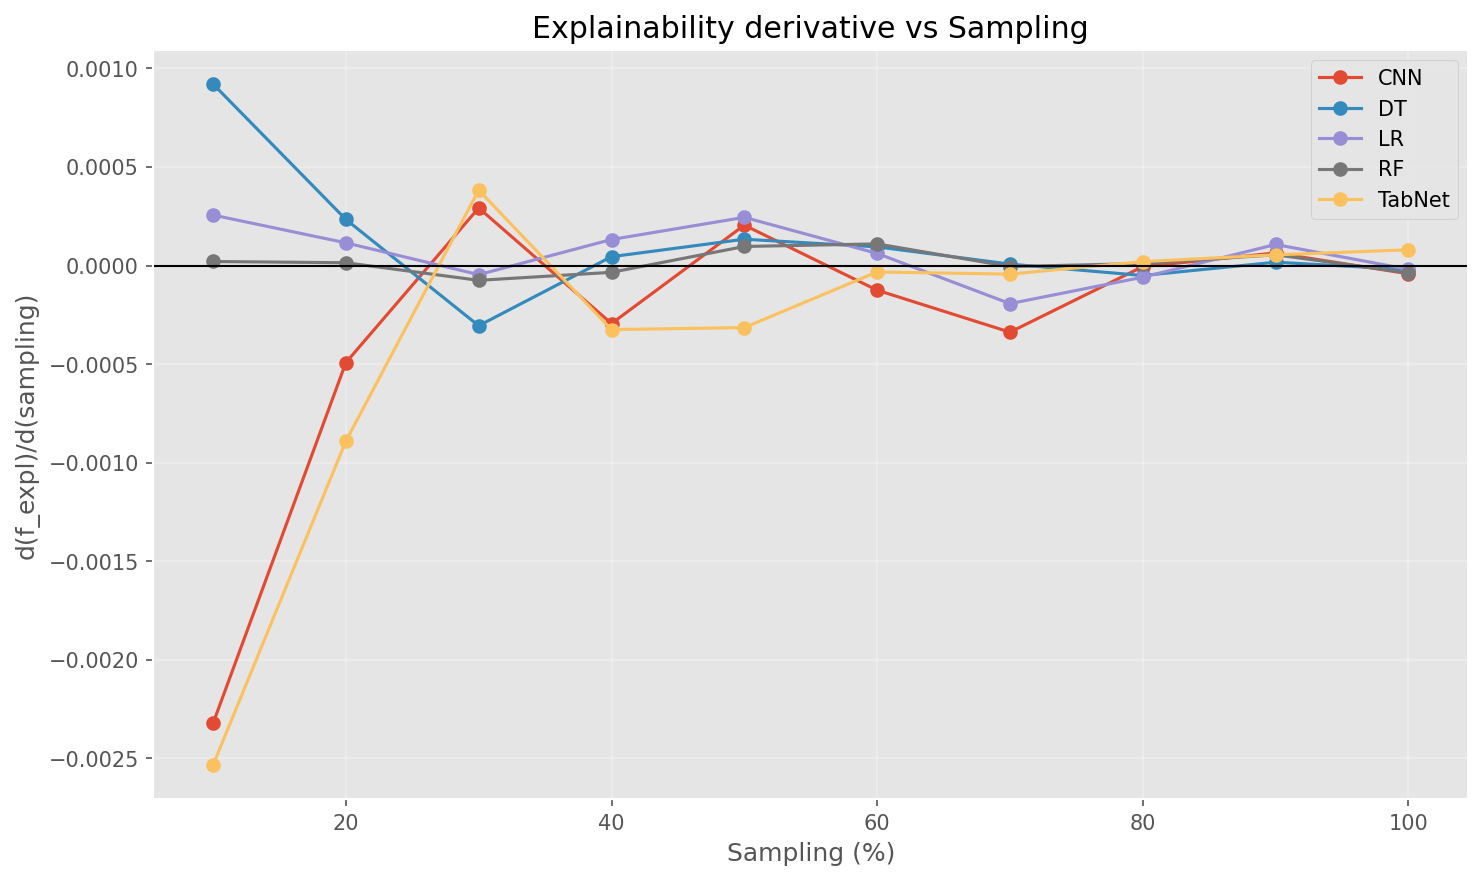 Explainability derivative vs Sampling
CNN
DT
LR
RF
TabNet
0.0010
0.0005
0.0000
−0.0005
−0.0010
−0.0015
−0.0020
−0.0025
d(f_expl)/d(sampling)
20
40
60
80
100
Sampling (%)